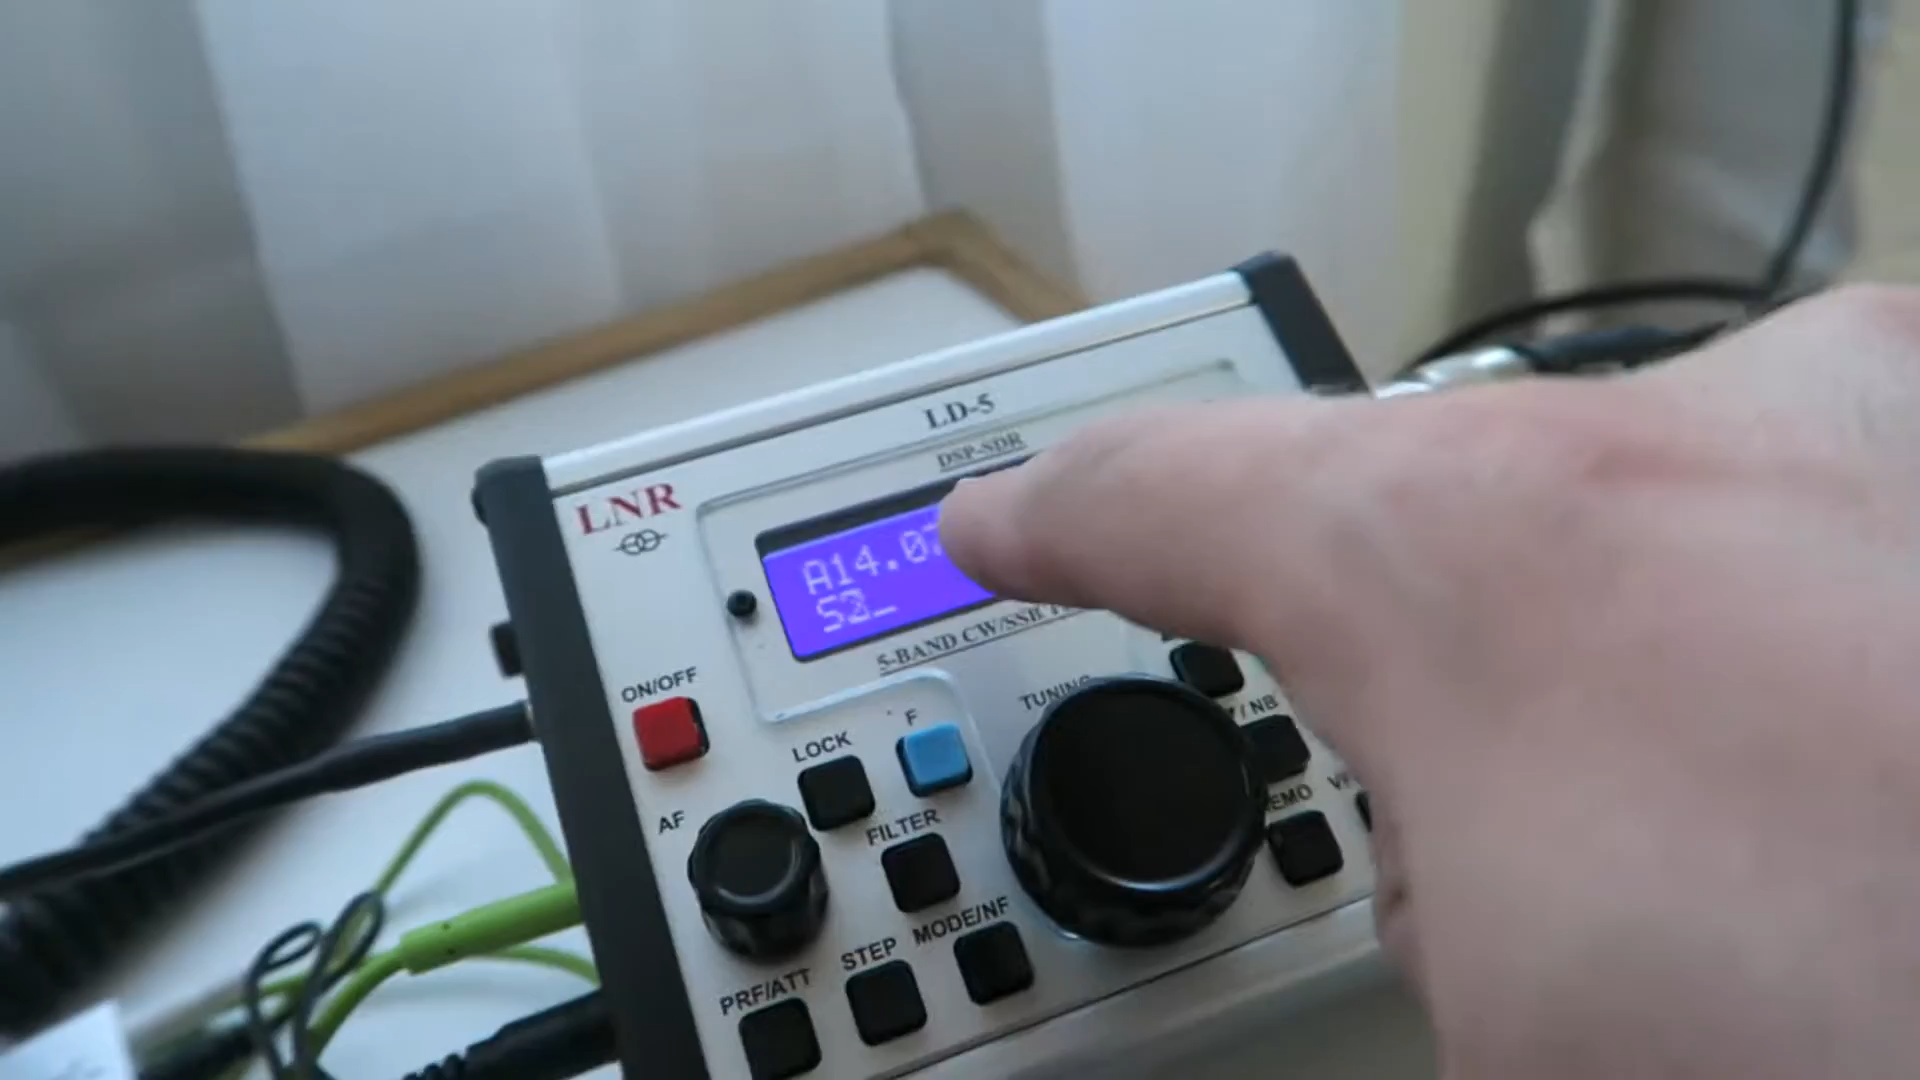 LD-5
DSP-SDR
LNR
A14.07
S2_
5-BAND CW/SSB
ON/OFF
LOCK
F
TUNING
/ NB
AF
FILTER
MODE/NF
STEP
PRF/ATT